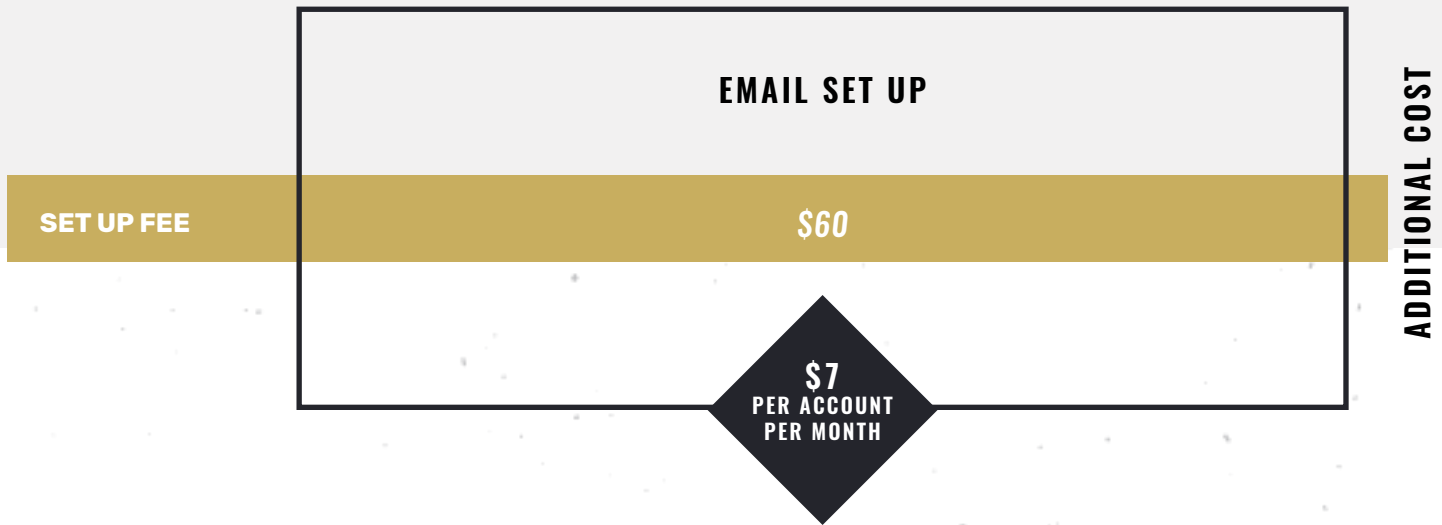 EMAIL SET UP
SET UP FEE
$60
$7
PER ACCOUNT
PER MONTH
ADDITIONAL COST